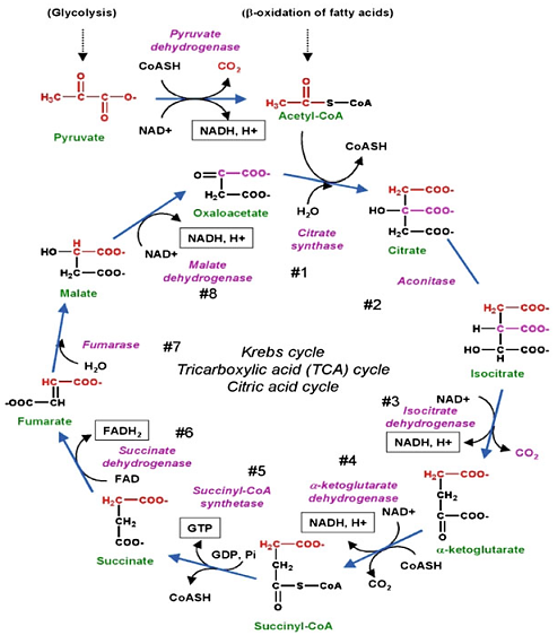 (Glycolysis)
(β-oxidation of fatty acids)
Pyruvate
dehydrogenase
CoASH
CO2
O
H3C
O-
O
S
CoA
H3C
O
Acetyl-CoA
Pyruvate
NAD+
NADH, H+
CoASH
O
COO-
H2C
COO-
Oxaloacetate
H2O
H2C
COO-
HO
COO-
H2C
COO-
Citrate
NADH, H+
NAD+
Citrate
synthase
Malate
dehydrogenase
#1
#8
#2
Aconitase
H
HO
COO-
H2C
COO-
Malate
H2C
COO-
H
COO-
HO
COO-
H
Isocitrate
Fumarase
#7
H2O
Krebs cycle
Tricarboxylic acid (TCA) cycle
Citric acid cycle
#3
NAD+
Isocitrate
dehydrogenase
NADH, H+
CO2
HC
COO-
-OOC
CH
Fumarate
FADH2
#6
Succinate
dehydrogenase
FAD
#5
Succinyl-CoA
synthetase
#4
α-ketoglutarate
dehydrogenase
NAD+
NADH, H+
H2C
COO-
CH2
COO-
O
α-ketoglutarate
H2C
COO-
CH2
COO-
Succinate
GTP
GDP, Pi
CoASH
H2C
COO-
CH2
S
CoA
O
Succinyl-CoA
CoASH
CO2